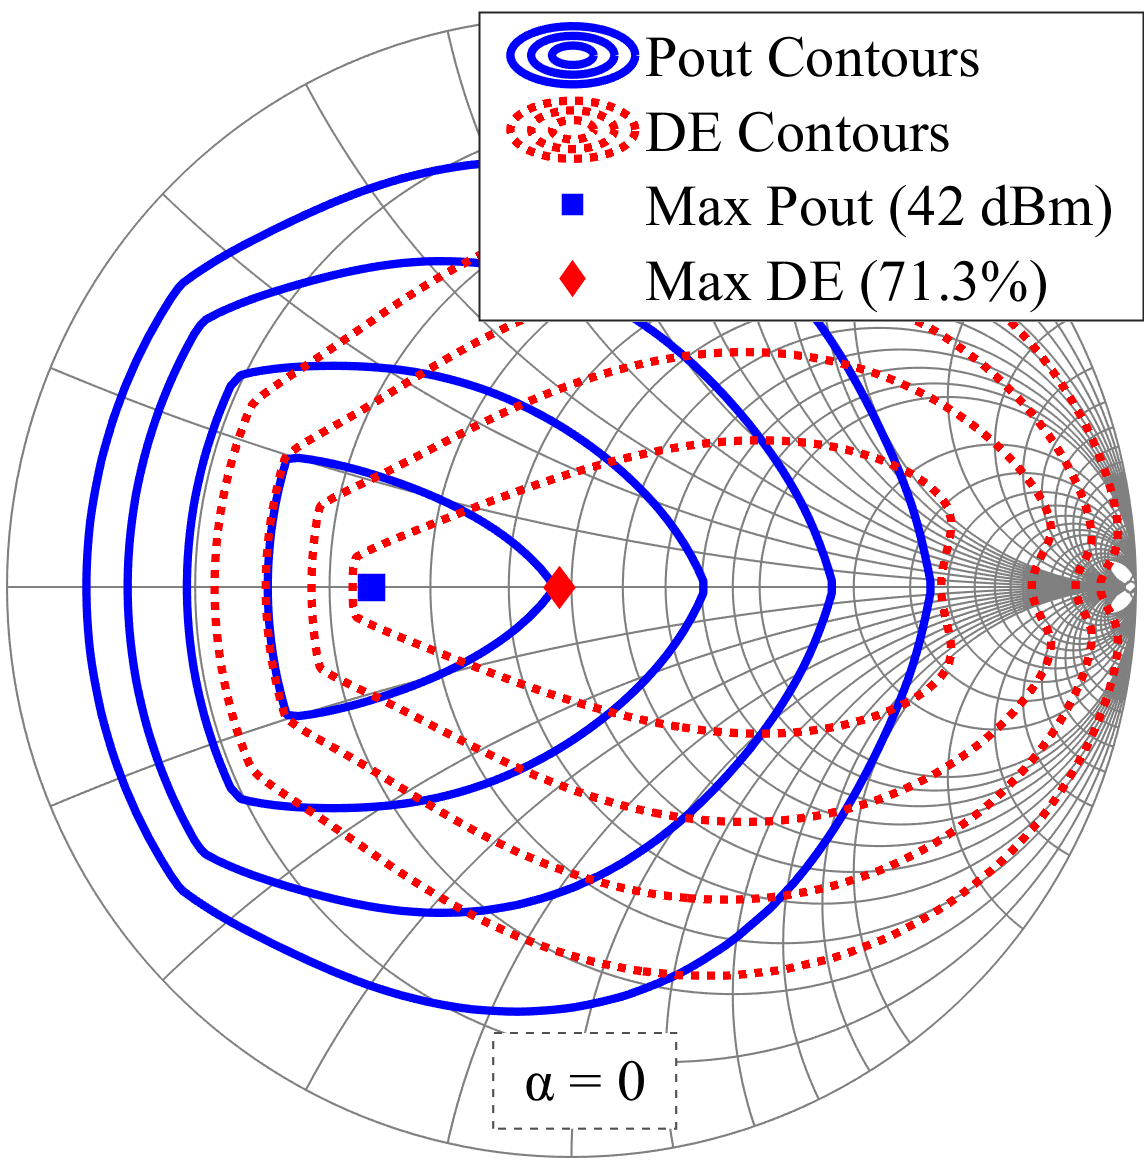 Pout Contours
DE Contours
Max Pout (42 dBm)
Max DE (71.3%)
α = 0